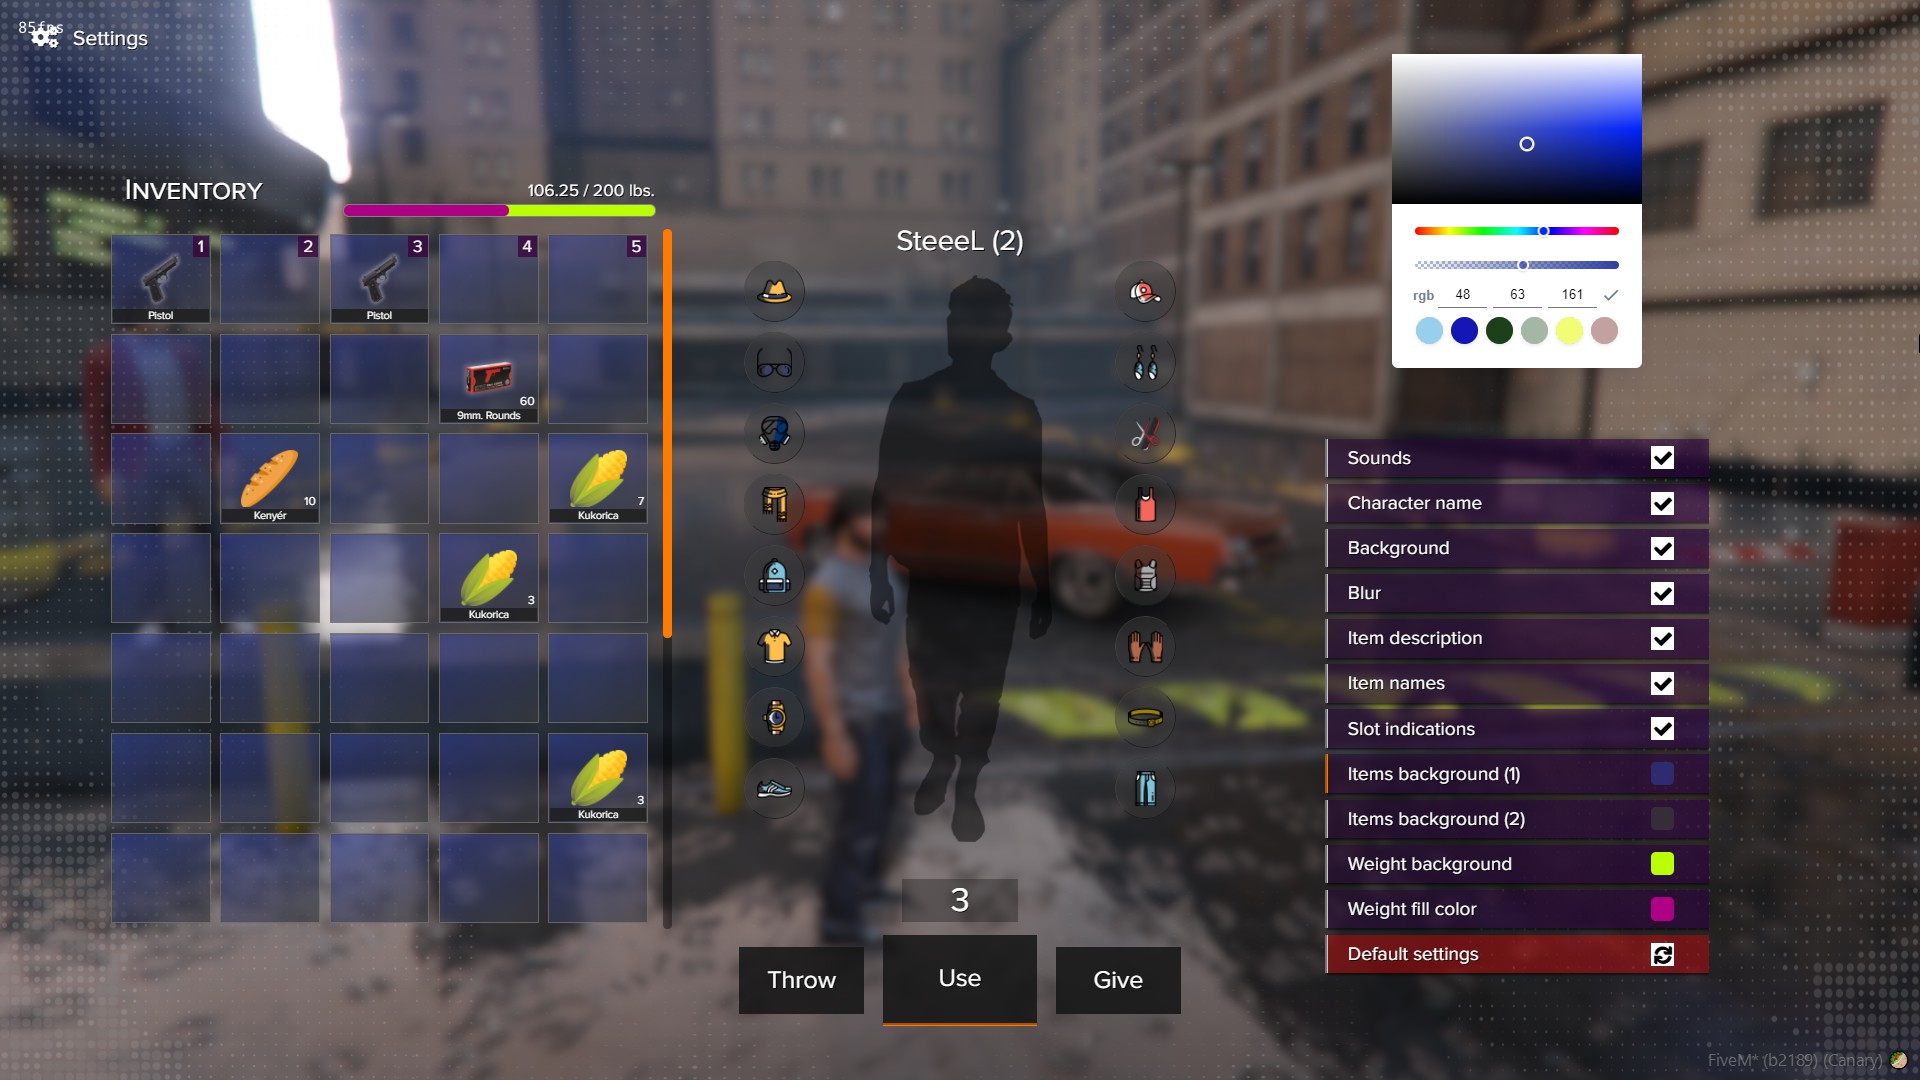 85fps
Settings
INVENTORY
106.25 / 200 lbs.
1
2
3
4
5
Pistol
Pistol
60
9mm. Rounds
10
Kenyér
7
Kukorica
3
Kukorica
3
Kukorica
SteeeL (2)
3
Throw
Use
Give
rgb
48
63
161
Sounds
Character name
Background
Blur
Item description
Item names
Slot indications
Items background (1)
Items background (2)
Weight background
Weight fill color
Default settings
FiveM* (b2189) (Canary)